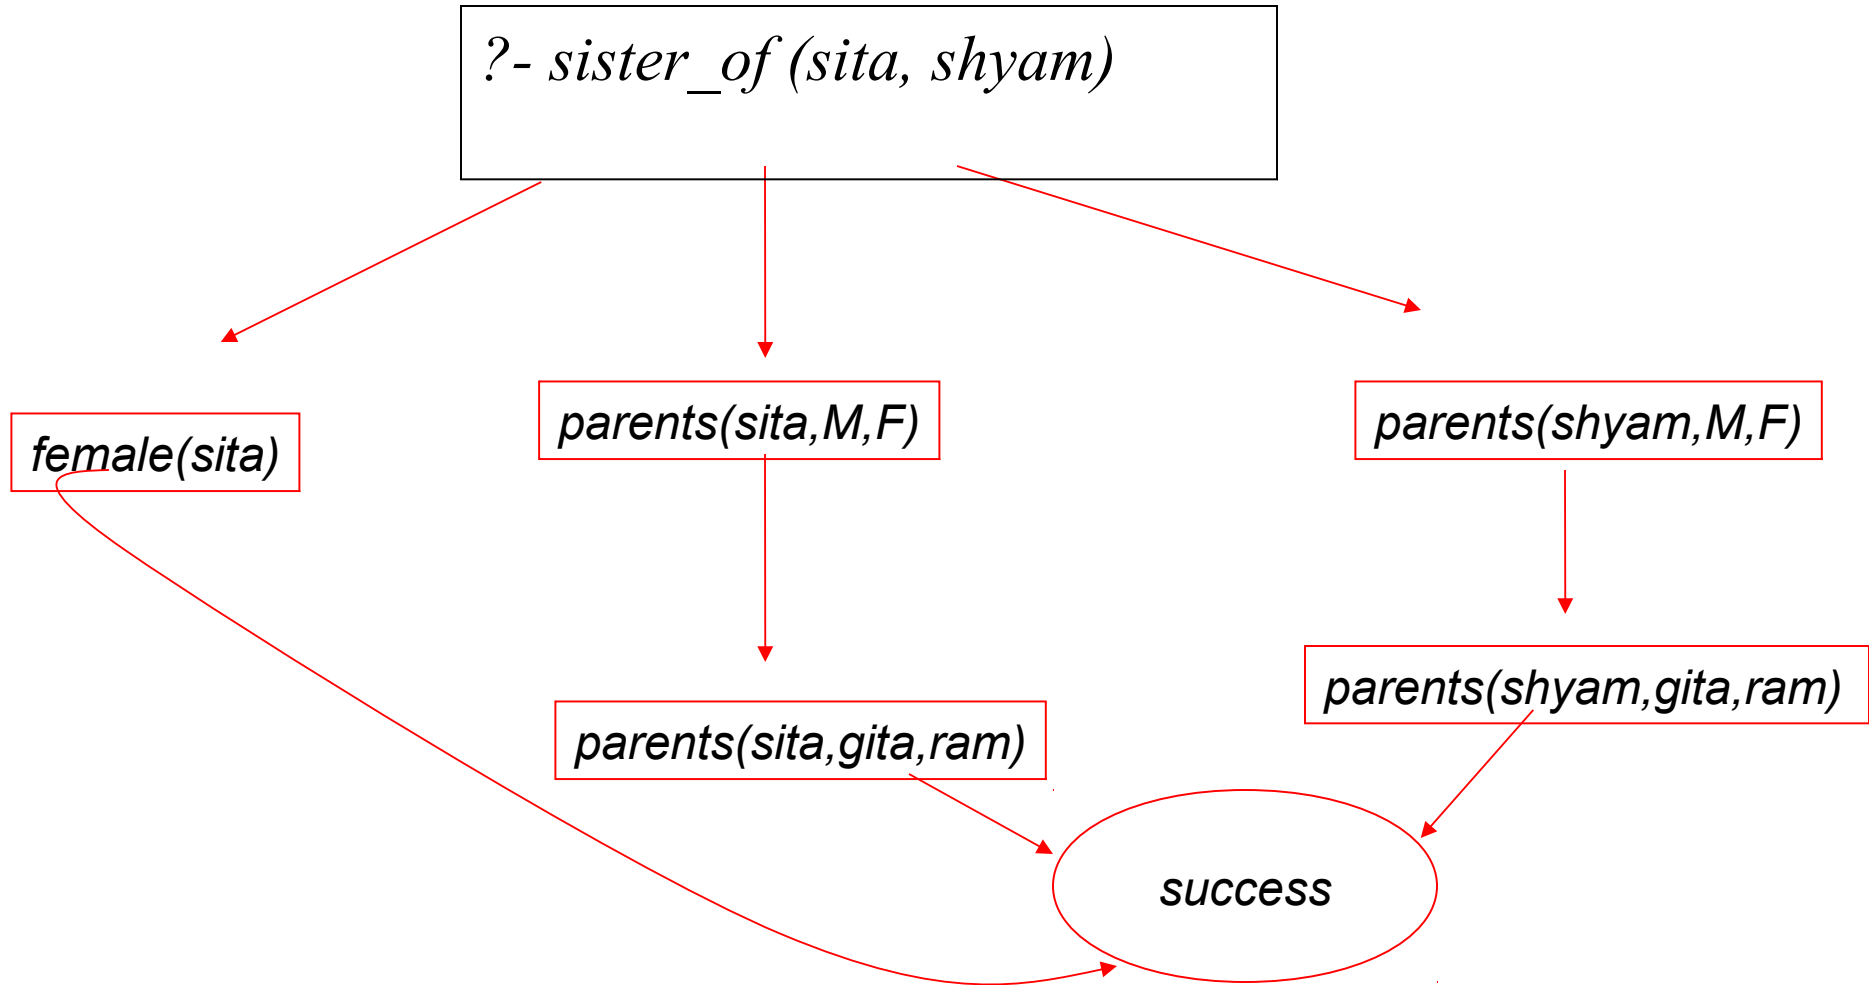 ?- sister_of (sita, shyam)
female(sita)
parents(sita,M,F)
parents(shyam,M,F)
parents(sita,gita,ram)
parents(shyam,gita,ram)
success